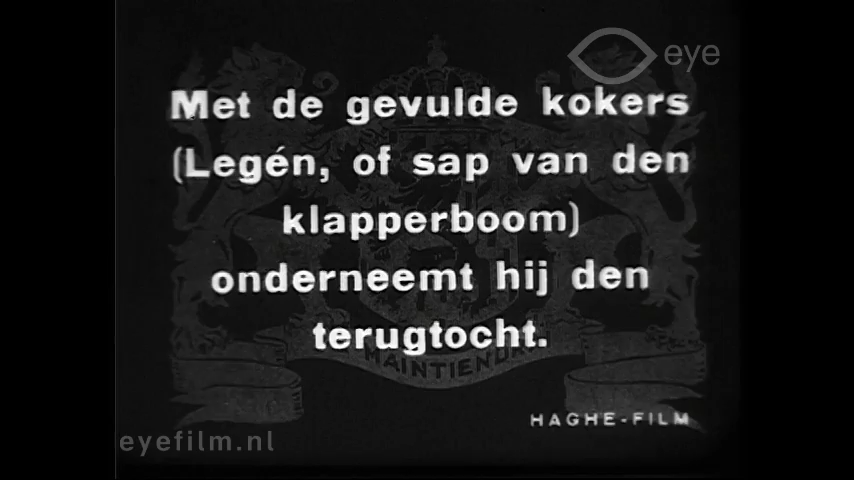 eye
Met de gevulde kokers
(Legén, of sap van den
klapperboom)
onderneemt hij den
terugtocht.
MAINTIENDRAI
HAGHE-FILM
eyefilm.nl